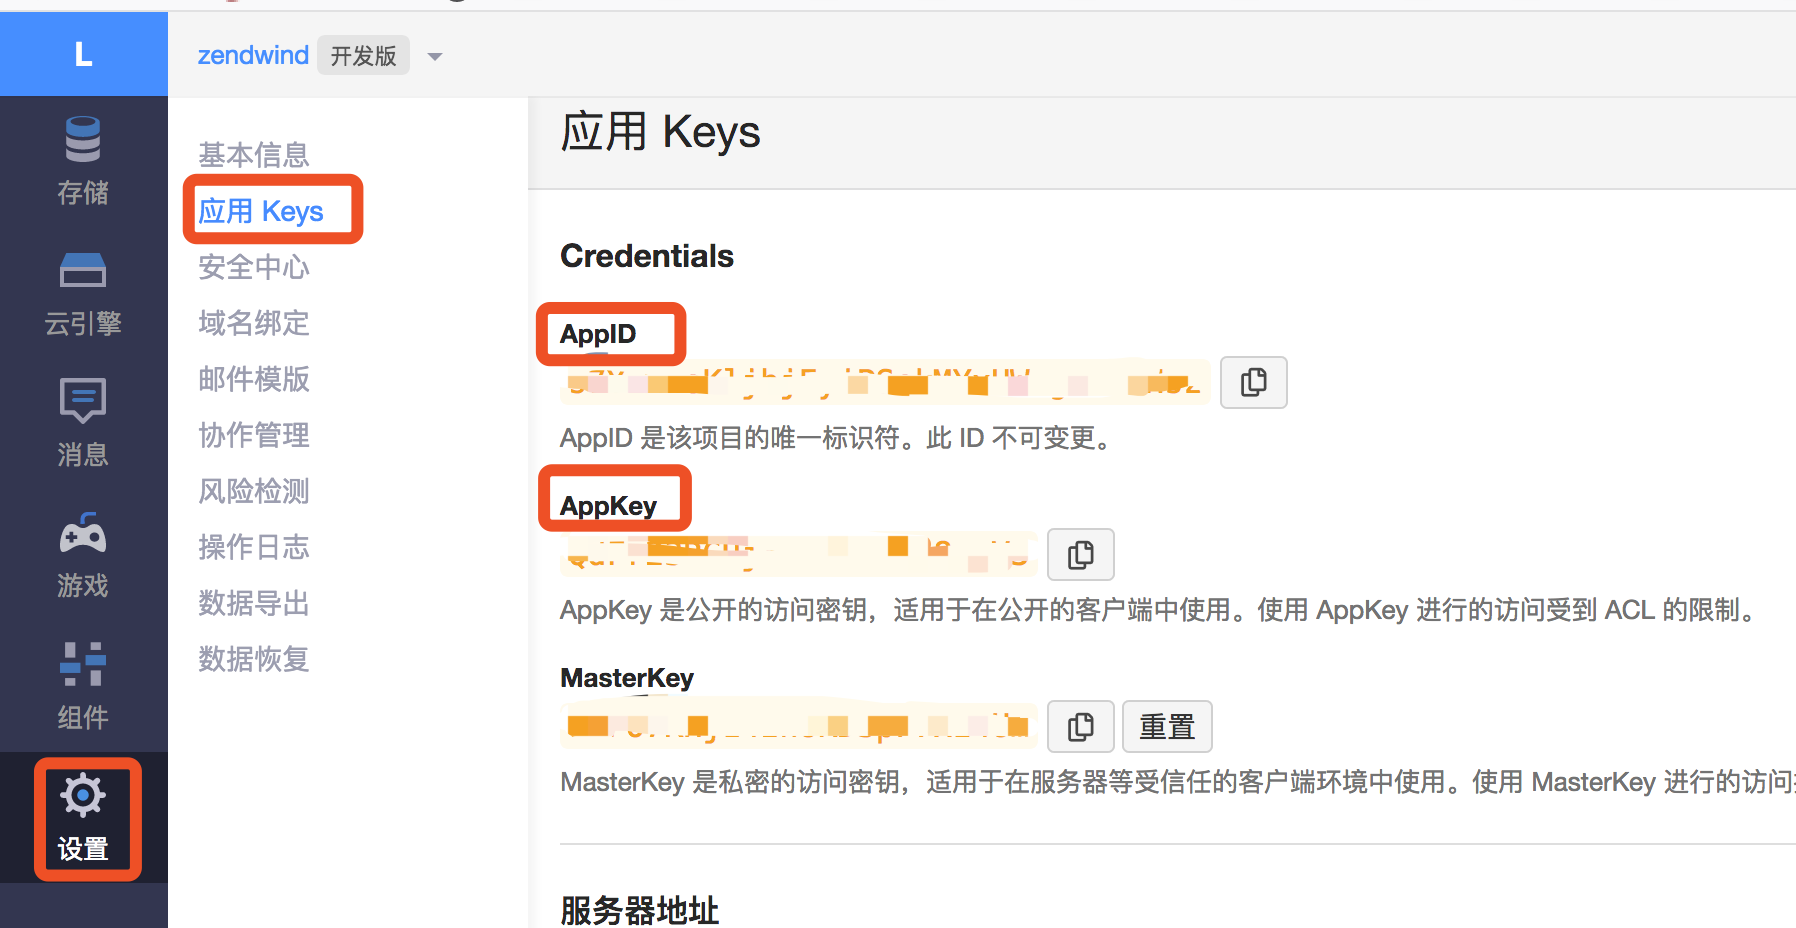 L
zendwind 开发版
存储
云引擎
消息
游戏
组件
设置
基本信息
应用 Keys
安全中心
域名绑定
邮件模版
协作管理
风险检测
操作日志
数据导出
数据恢复
应用 Keys
Credentials
AppID
AppID 是该项目的唯一标识符。此 ID 不可变更。
AppKey
AppKey 是公开的访问密钥，适用于在公开的客户端中使用。使用 AppKey 进行的访问受到 ACL 的限制。
MasterKey
重置
MasterKey 是私密的访问密钥，适用于在服务器等受信任的客户端环境中使用。使用 MasterKey 进行的访问
服务器地址